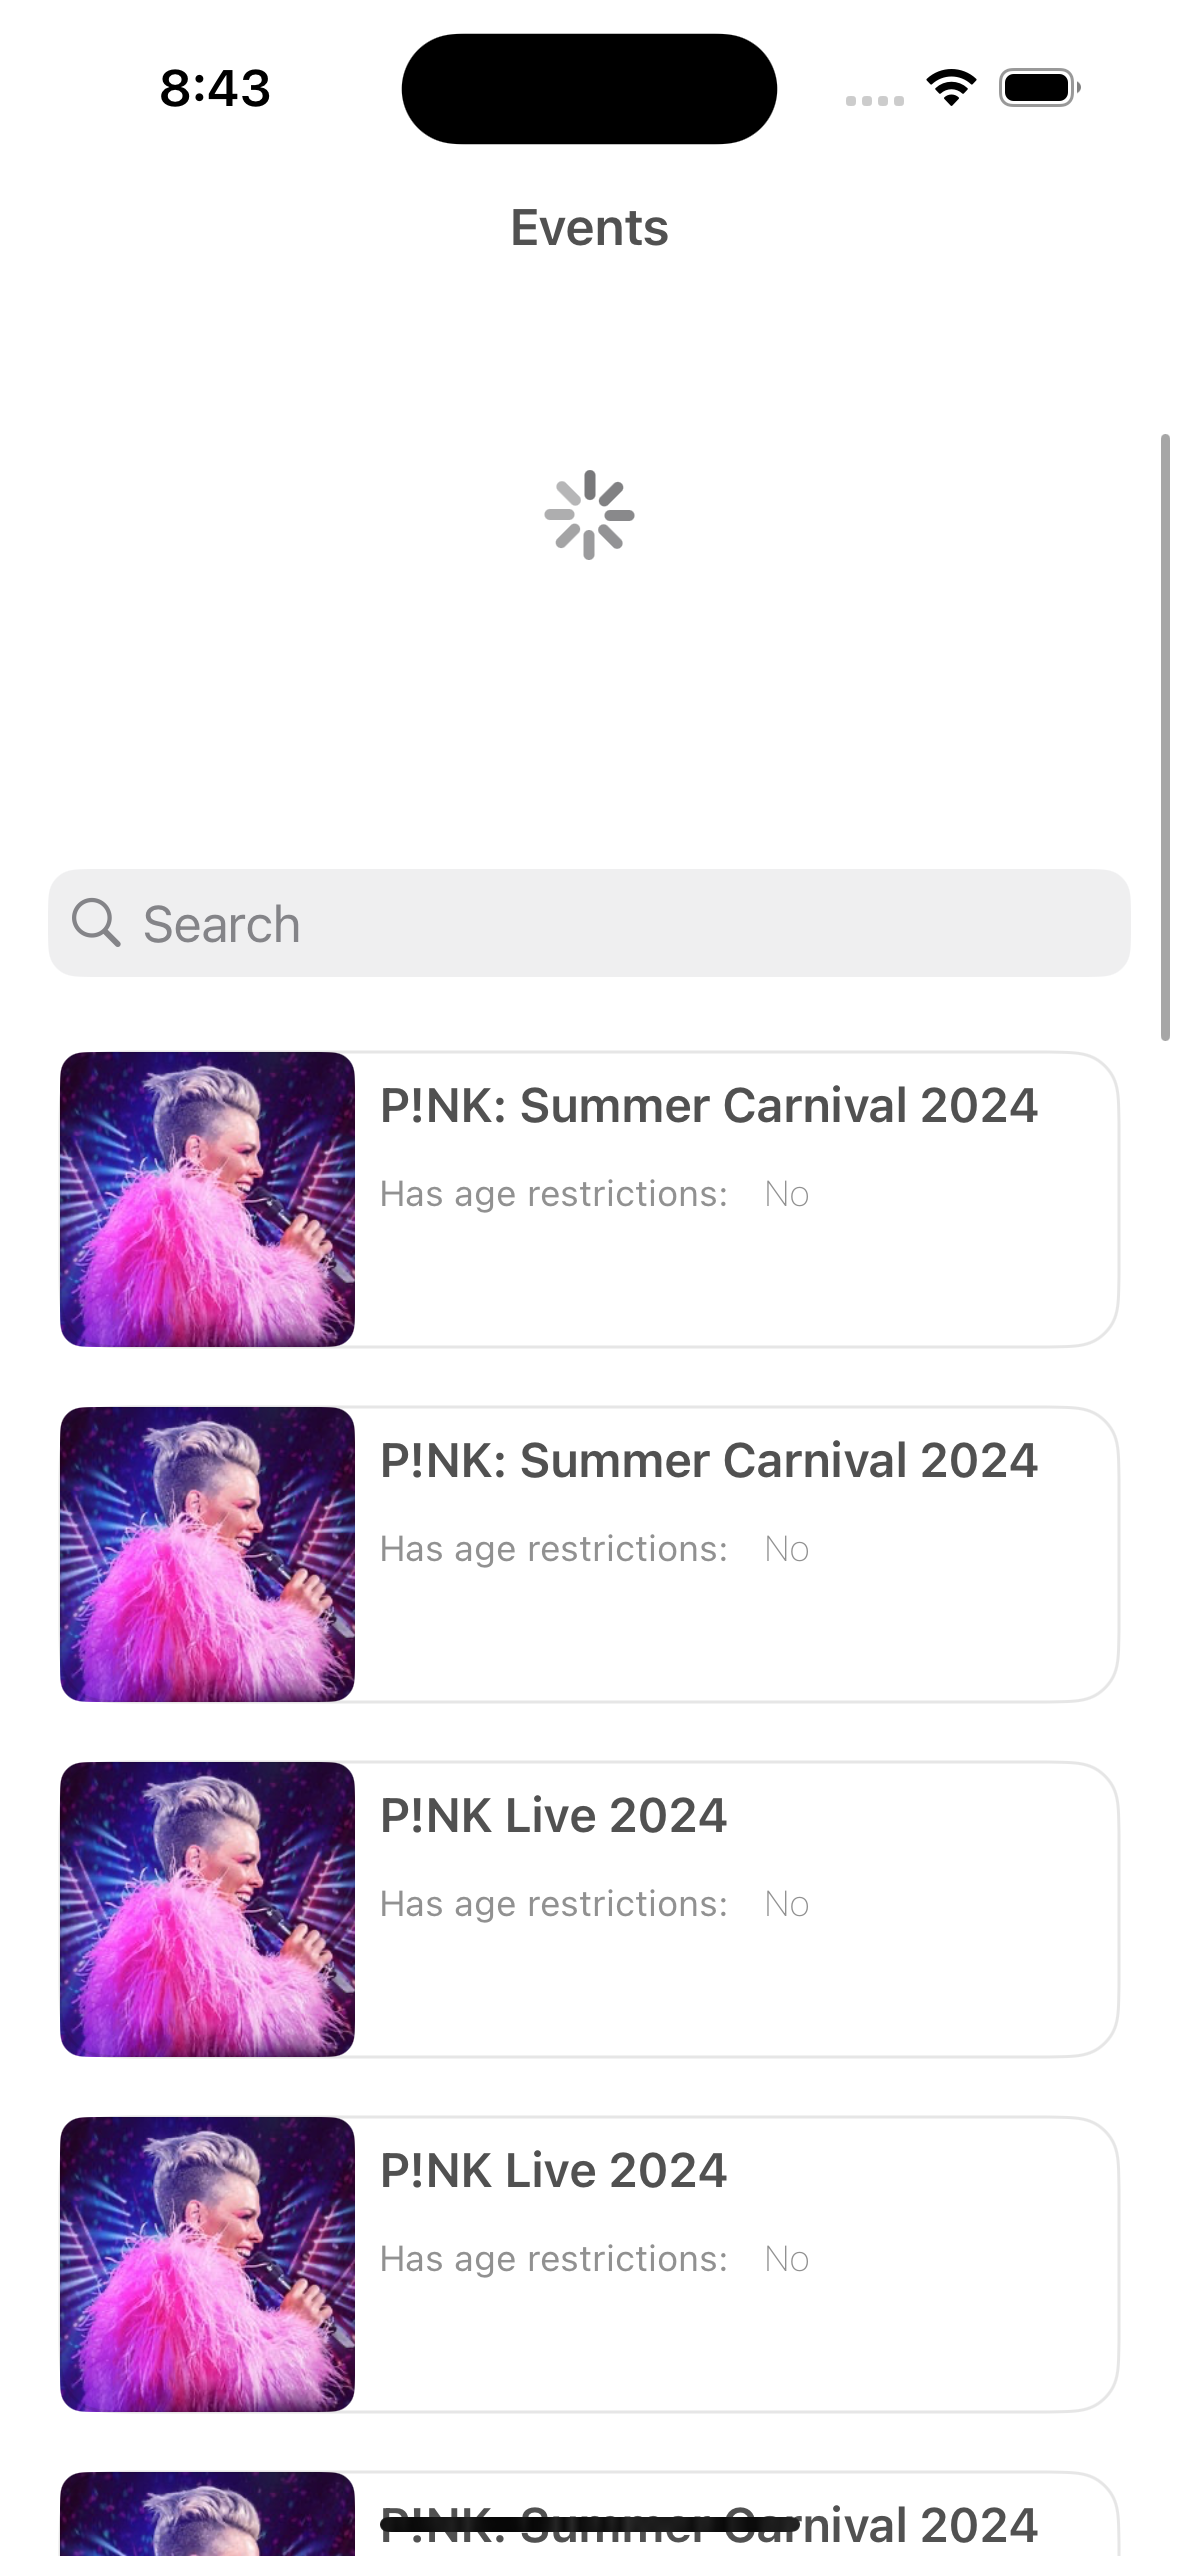 8:43
Events
Search
P!NK: Summer Carnival 2024
Has age restrictions: No
P!NK: Summer Carnival 2024
Has age restrictions: No
P!NK Live 2024
Has age restrictions: No
P!NK Live 2024
Has age restrictions: No
P!NK: Summer Carnival 2024